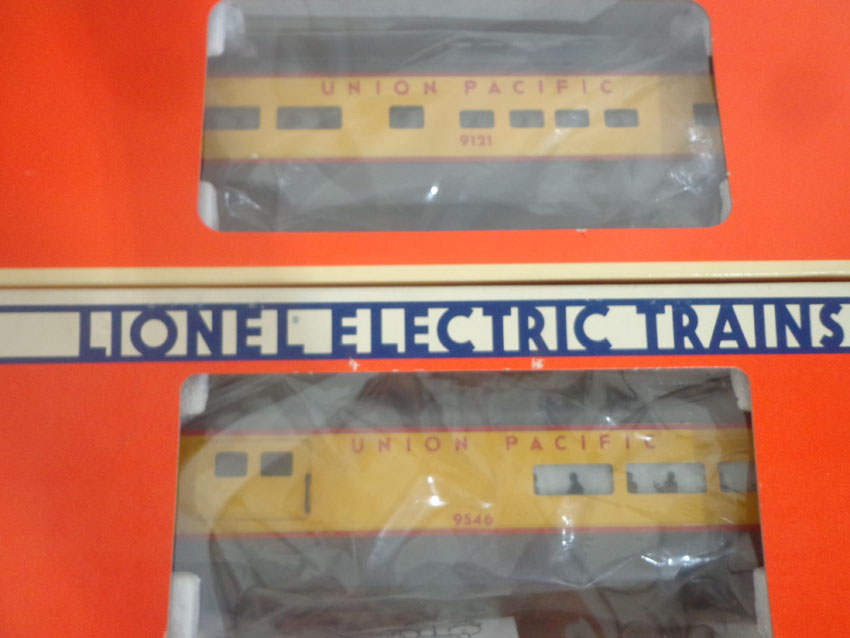 UNION PACIFIC
9121
LIONEL® ELECTRIC TRAINS
UNION PACIFIC
9546